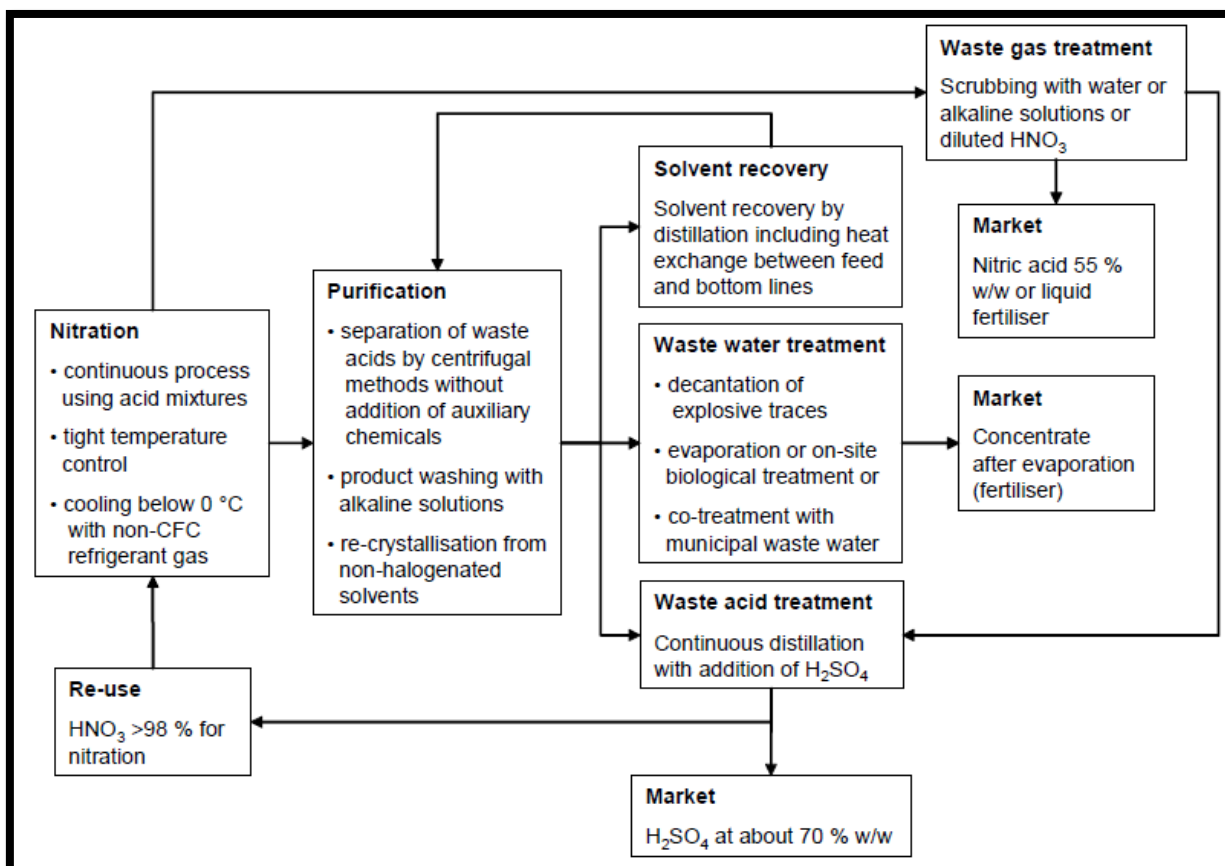 Waste gas treatment
Scrubbing with water or
alkaline solutions or
diluted HNO₃
Solvent recovery
Solvent recovery by
distillation including heat
exchange between feed
and bottom lines
Market
Nitric acid 55 %
w/w or liquid
fertiliser
Purification
• separation of waste
acids by centrifugal
methods without
addition of auxiliary
chemicals
• product washing with
alkaline solutions
• re-crystallisation from
non-halogenated
solvents
Nitration
• continuous process
using acid mixtures
• tight temperature
control
• cooling below 0 °C
with non-CFC
refrigerant gas
Waste water treatment
• decantation of
explosive traces
• evaporation or on-site
biological treatment or
• co-treatment with
municipal waste water
Market
Concentrate
after evaporation
(fertiliser)
Waste acid treatment
Continuous distillation
with addition of H₂SO₄
Re-use
HNO₃ >98 % for
nitration
Market
H₂SO₄ at about 70 % w/w